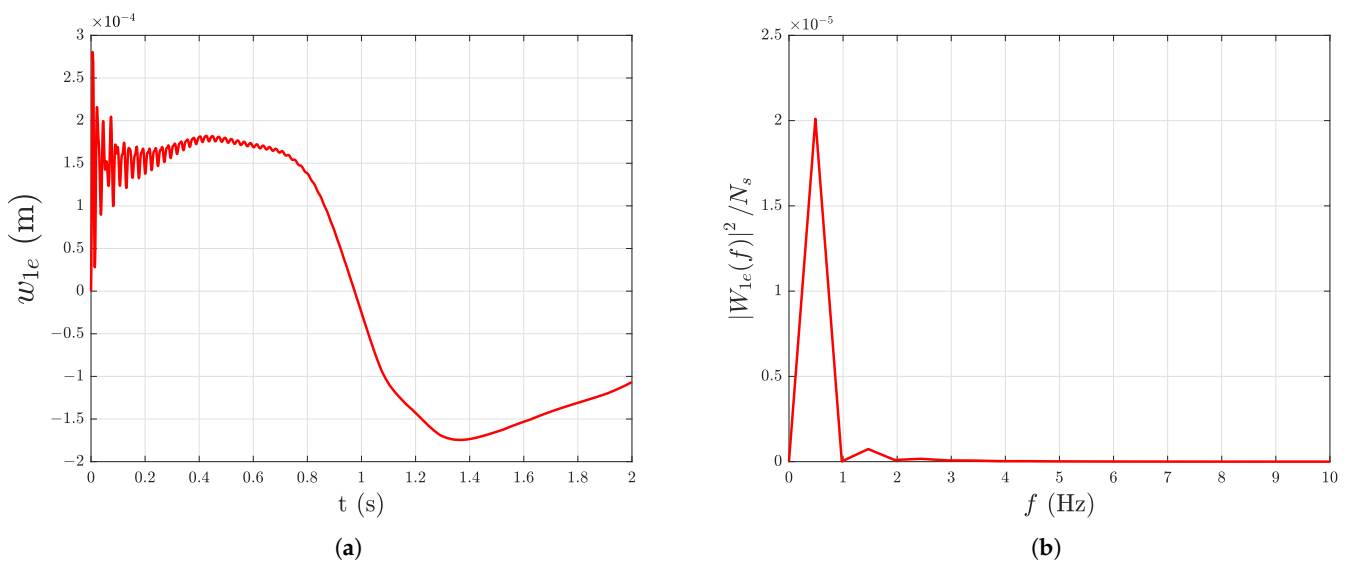 ×10⁻⁴
3
2.5
2
1.5
1
0.5
0
−0.5
−1
−1.5
−2
w₁ₑ (m)
0 0.2 0.4 0.6 0.8 1 1.2 1.4 1.6 1.8 2
t (s)
(a)
×10⁻⁵
2.5
2
1.5
1
0.5
0
|W₁ₑ(f)|² /Nₛ
0 1 2 3 4 5 6 7 8 9 10
f (Hz)
(b)